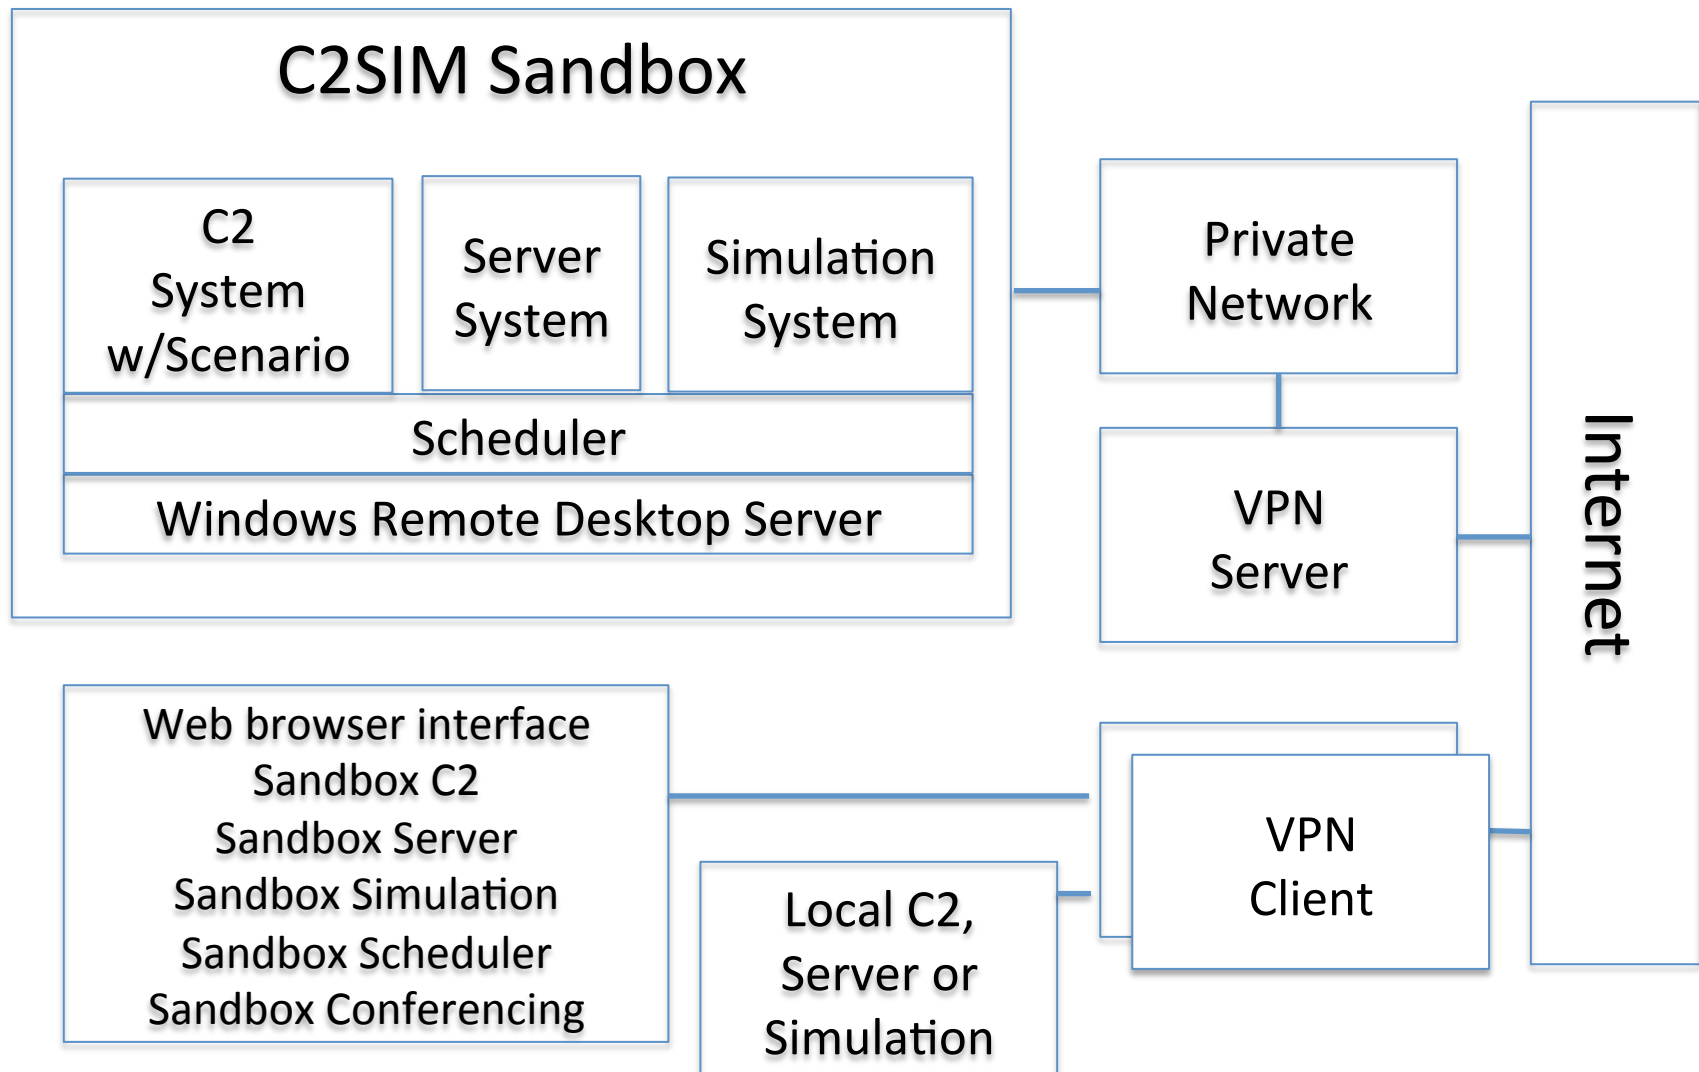 C2SIM Sandbox
C2
System
w/Scenario
Server
System
Simulation
System
Scheduler
Windows Remote Desktop Server
Private
Network
VPN
Server
Internet
Web browser interface
Sandbox C2
Sandbox Server
Sandbox Simulation
Sandbox Scheduler
Sandbox Conferencing
Local C2,
Server or
Simulation
VPN
Client